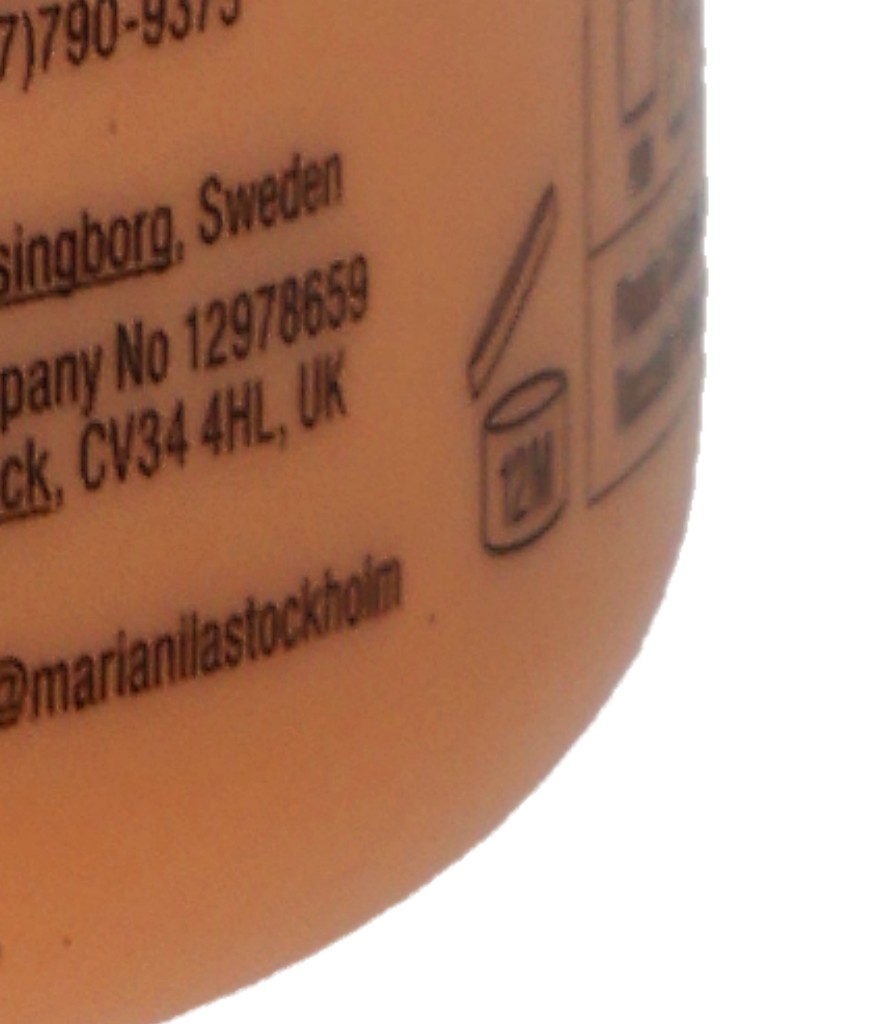 7)790-9375
singborg, Sweden
pany No 12978659
ck, CV34 4HL, UK
12M
@marianilastockholm